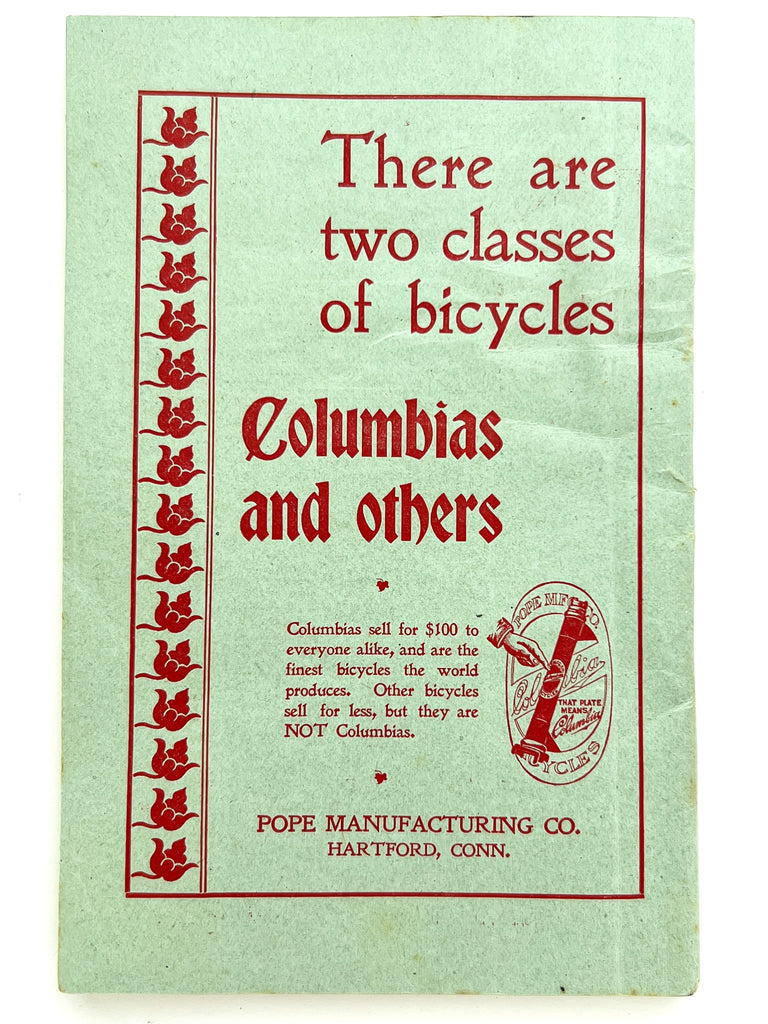 There are
two classes
of bicycles
Columbias
and others
Columbias sell for $100 to
everyone alike, and are the
finest bicycles the world
produces. Other bicycles
sell for less, but they are
NOT Columbias.
POPE MFG. CO.
Columbia
THAT PLATE
MEANS
Columbia
BICYCLES
POPE MANUFACTURING CO.
HARTFORD, CONN.